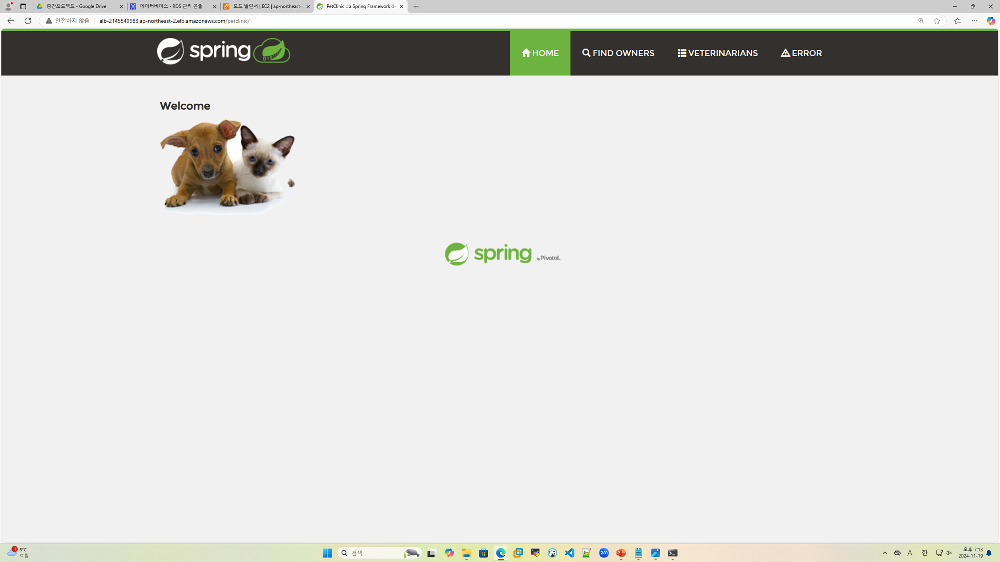 중간프로젝트 - Google Drive
데이터베이스 - RDS 관리 콘솔
로드 밸런서 | EC2 | ap-northeast-
PetClinic :: a Spring Framework de
안전하지 않음
alb-2145549983.ap-northeast-2.elb.amazonaws.com/petclinic/
spring
HOME
FIND OWNERS
VETERINARIANS
ERROR
Welcome
spring by Pivotal
1
6°C
흐림
검색
zm
A
한
오후 7:13
2024-11-19